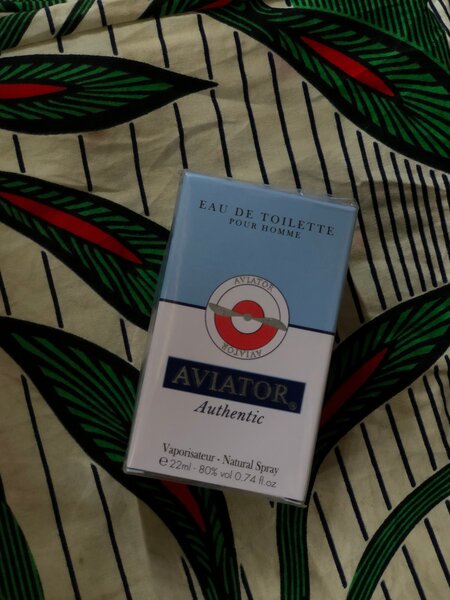 EAU DE TOILETTE
POUR HOMME
AVIATOR
AVIATOR
AVIATOR®
Authentic
Vaporisateur - Natural Spray
℮22ml - 80% vol 0.74 fl.oz